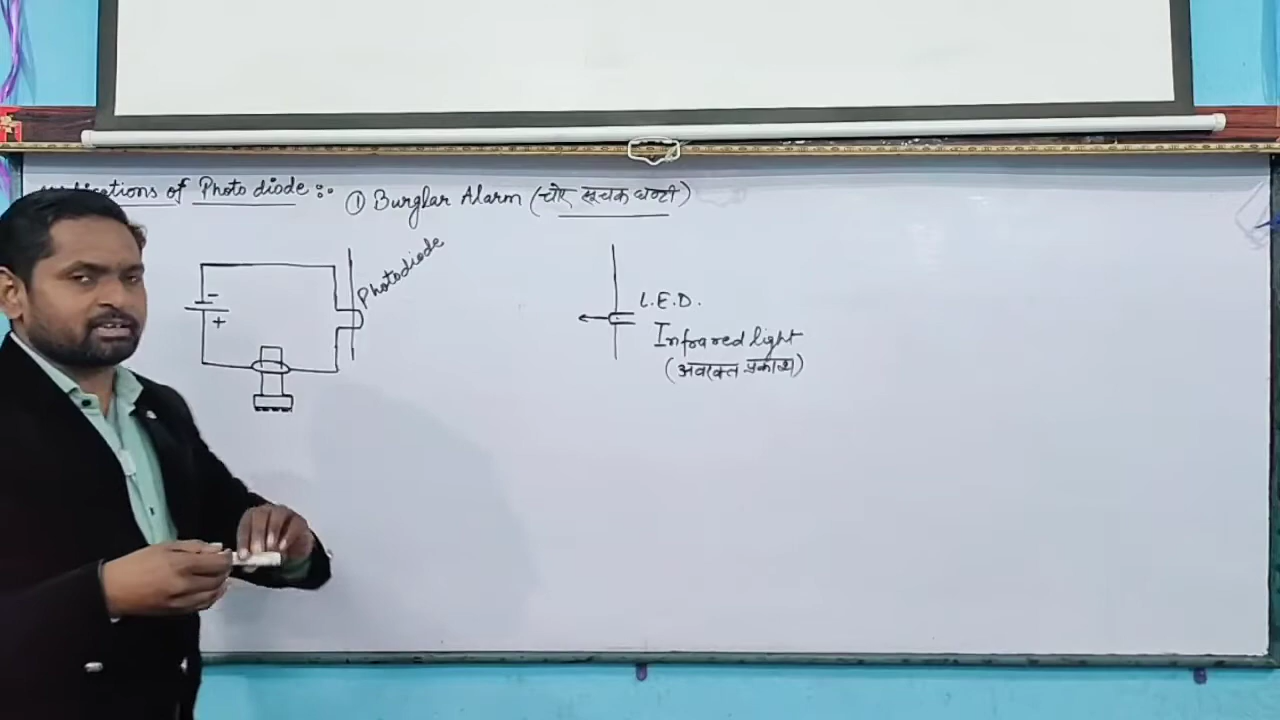 of Photo diode :- ① Burglar Alarm (चोर सूचक घण्टी)
Photodiode
-
+
L.E.D.
Infrared light
(अवरक्त प्रकाश)